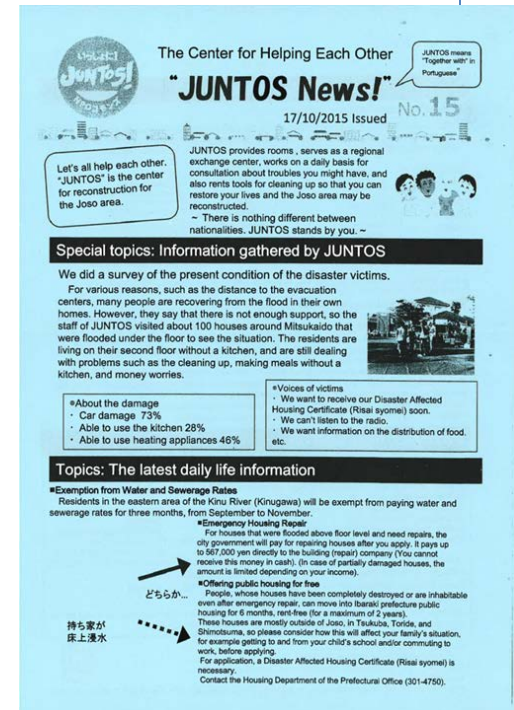 いらっしゃい!
JUNTOS!
The Center for Helping Each Other
"JUNTOS News!"
17/10/2015 Issued
No.15
JUNTOS means
"Together with" in
Portuguese
Let's all help each other.
"JUNTOS" is the center
for reconstruction for
the Joso area.
JUNTOS provides rooms , serves as a regional
exchange center, works on a daily basis for
consultation about troubles you might have, and
also rents tools for cleaning up so that you can
restore your lives and the Joso area may be
reconstructed.
~ There is nothing different between
nationalities. JUNTOS stands by you. ~
Special topics: Information gathered by JUNTOS
We did a survey of the present condition of the disaster victims.
For various reasons, such as the distance to the evacuation
centers, many people are recovering from the flood in their own
homes. However, they say that there is not enough support, so the
staff of JUNTOS visited about 100 houses around Mitsukaido that
were flooded under the floor to see the situation. The residents are
living on their second floor without a kitchen, and are still dealing
with problems such as the cleaning up, making meals without a
kitchen, and money worries.
●About the damage
・ Car damage 73%
・ Able to use the kitchen 28%
・ Able to use heating appliances 46%
●Voices of victims
・ We want to receive our Disaster Affected
Housing Certificate (Risai syomei) soon.
・ We can't listen to the radio.
・ We want information on the distribution of food.
etc.
Topics: The latest daily life information
■Exemption from Water and Sewerage Rates
Residents in the eastern area of the Kinu River (Kinugawa) will be exempt from paying water and
sewerage rates for three months, from September to November.
■Emergency Housing Repair
For houses that were flooded above floor level and need repairs, the
city government will pay for repairing houses after you apply. It pays up
to 567,000 yen directly to the building (repair) company (You cannot
receive this money in cash). (In case of partially damaged houses, the
amount is limited depending on your income).
■Offering public housing for free
People, whose houses have been completely destroyed or are inhabitable
even after emergency repair, can move into Ibaraki prefecture public
housing for 6 months, rent-free (for a maximum of 2 years).
These houses are mostly outside of Joso, in Tsukuba, Toride, and
Shimotsuma, so please consider how this will affect your family's situation,
for example getting to and from your child's school and/or commuting to
work, before applying.
For application, a Disaster Affected Housing Certificate (Risai syomei) is
necessary.
Contact the Housing Department of the Prefectural Office (301-4750).
どちらか...
持ち家が
床上浸水